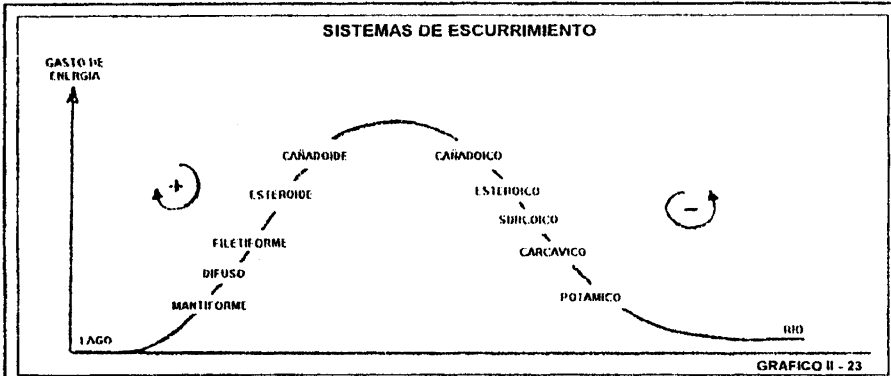 SISTEMAS DE ESCURRIMIENTO
GASTO DE
ENERGIA
CAÑADOIDE
CAÑADOICO
+
ESTEROIDE
ESTEROICO
-
SURCOICO
FILETIFORME
CARCAVICO
DIFUSO
MANTIFORME
POTAMICO
LAGO
RIO
GRAFICO II - 23